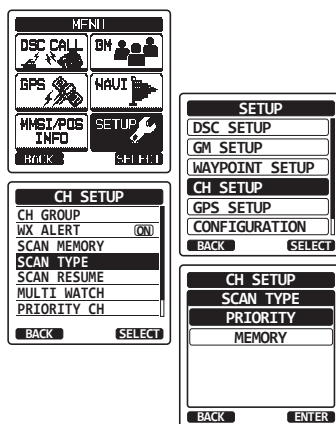 MENU
DSC CALL
GM
GPS
NAVI
MMSI/POS
INFO
SETUP
BACK
SELECT
SETUP
DSC SETUP
GM SETUP
WAYPOINT SETUP
CH SETUP
GPS SETUP
CONFIGURATION
BACK
SELECT
CH SETUP
CH GROUP
WX ALERT
ON
SCAN MEMORY
SCAN TYPE
SCAN RESUME
MULTI WATCH
PRIORITY CH
BACK
SELECT
CH SETUP
SCAN TYPE
PRIORITY
MEMORY
BACK
ENTER